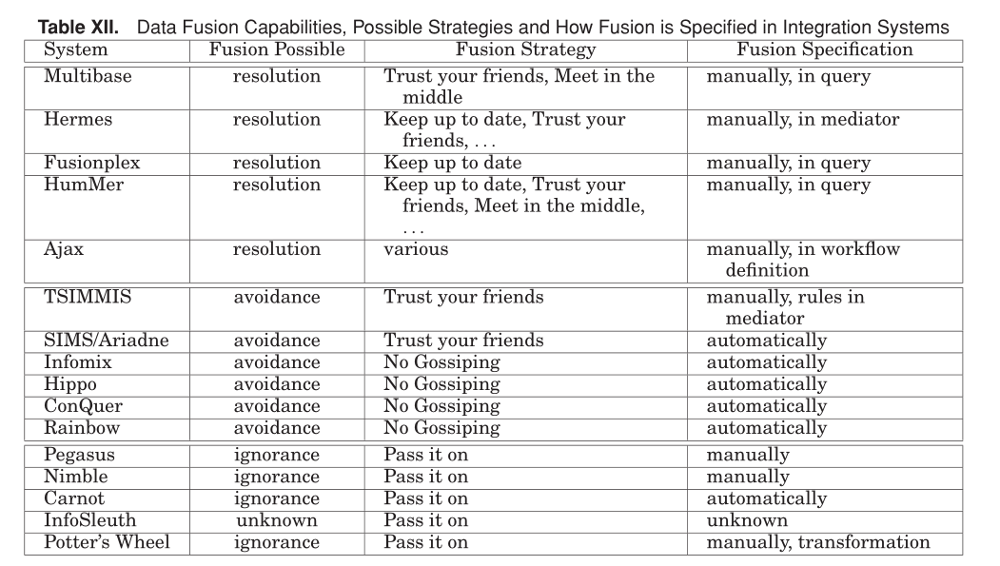 Table XII. Data Fusion Capabilities, Possible Strategies and How Fusion is Specified in Integration Systems
System Fusion Possible Fusion Strategy Fusion Specification
Multibase resolution Trust your friends, Meet in the manually, in query
middle
Hermes resolution Keep up to date, Trust your manually, in mediator
friends, ...
Fusionplex resolution Keep up to date manually, in query
HumMer resolution Keep up to date, Trust your manually, in query
friends, Meet in the middle,
...
Ajax resolution various manually, in workflow
definition
TSIMMIS avoidance Trust your friends manually, rules in
mediator
SIMS/Ariadne avoidance Trust your friends automatically
Infomix avoidance No Gossiping automatically
Hippo avoidance No Gossiping automatically
ConQuer avoidance No Gossiping automatically
Rainbow avoidance No Gossiping automatically
Pegasus ignorance Pass it on manually
Nimble ignorance Pass it on manually
Carnot ignorance Pass it on automatically
InfoSleuth unknown Pass it on unknown
Potter's Wheel ignorance Pass it on manually, transformation